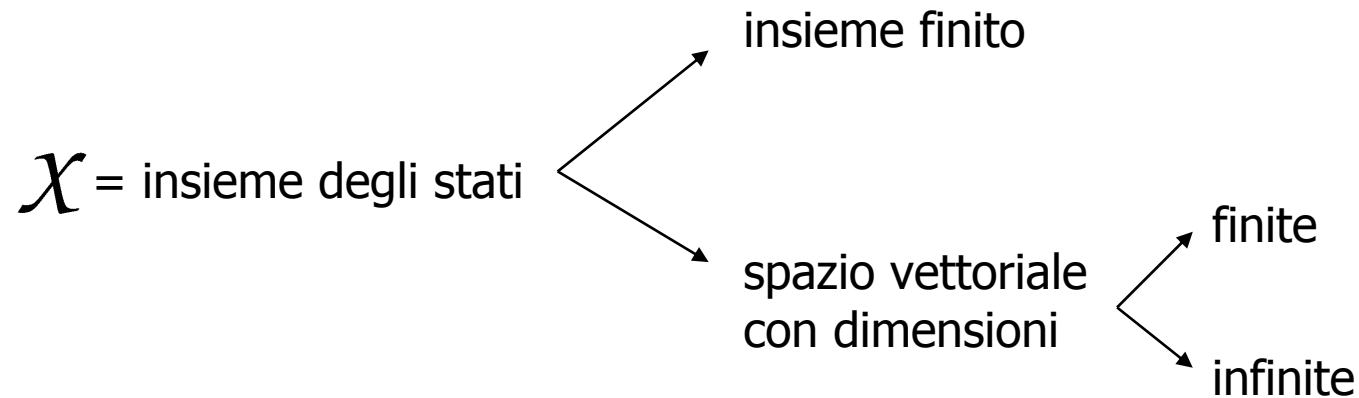 insieme finito
𝒳 = insieme degli stati
finite
spazio vettoriale
con dimensioni
infinite